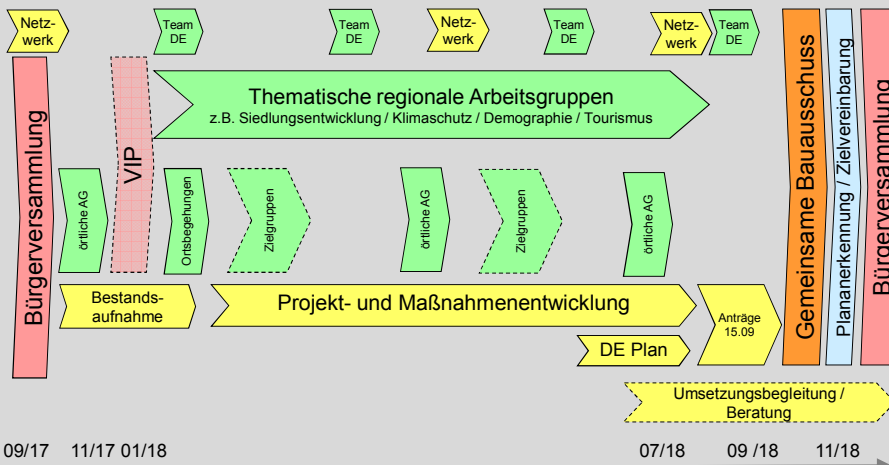 Netz-
werk
Team
DE
Team
DE
Netz-
werk
Team
DE
Netz-
werk
Team
DE
Bürgerversammlung
VIP
Thematische regionale Arbeitsgruppen
z.B. Siedlungsentwicklung / Klimaschutz / Demographie / Tourismus
örtliche AG
Ortsbegehungen
Zielgruppen
örtliche AG
Zielgruppen
örtliche AG
Gemeinsame Bauausschuss
Plananerkennung / Zielvereinbarung
Bürgerversammlung
Bestands-
aufnahme
Projekt- und Maßnahmenentwicklung
Anträge
15.09
DE Plan
Umsetzungsbegleitung /
Beratung
09/17 11/17 01/18 07/18 09 /18 11/18